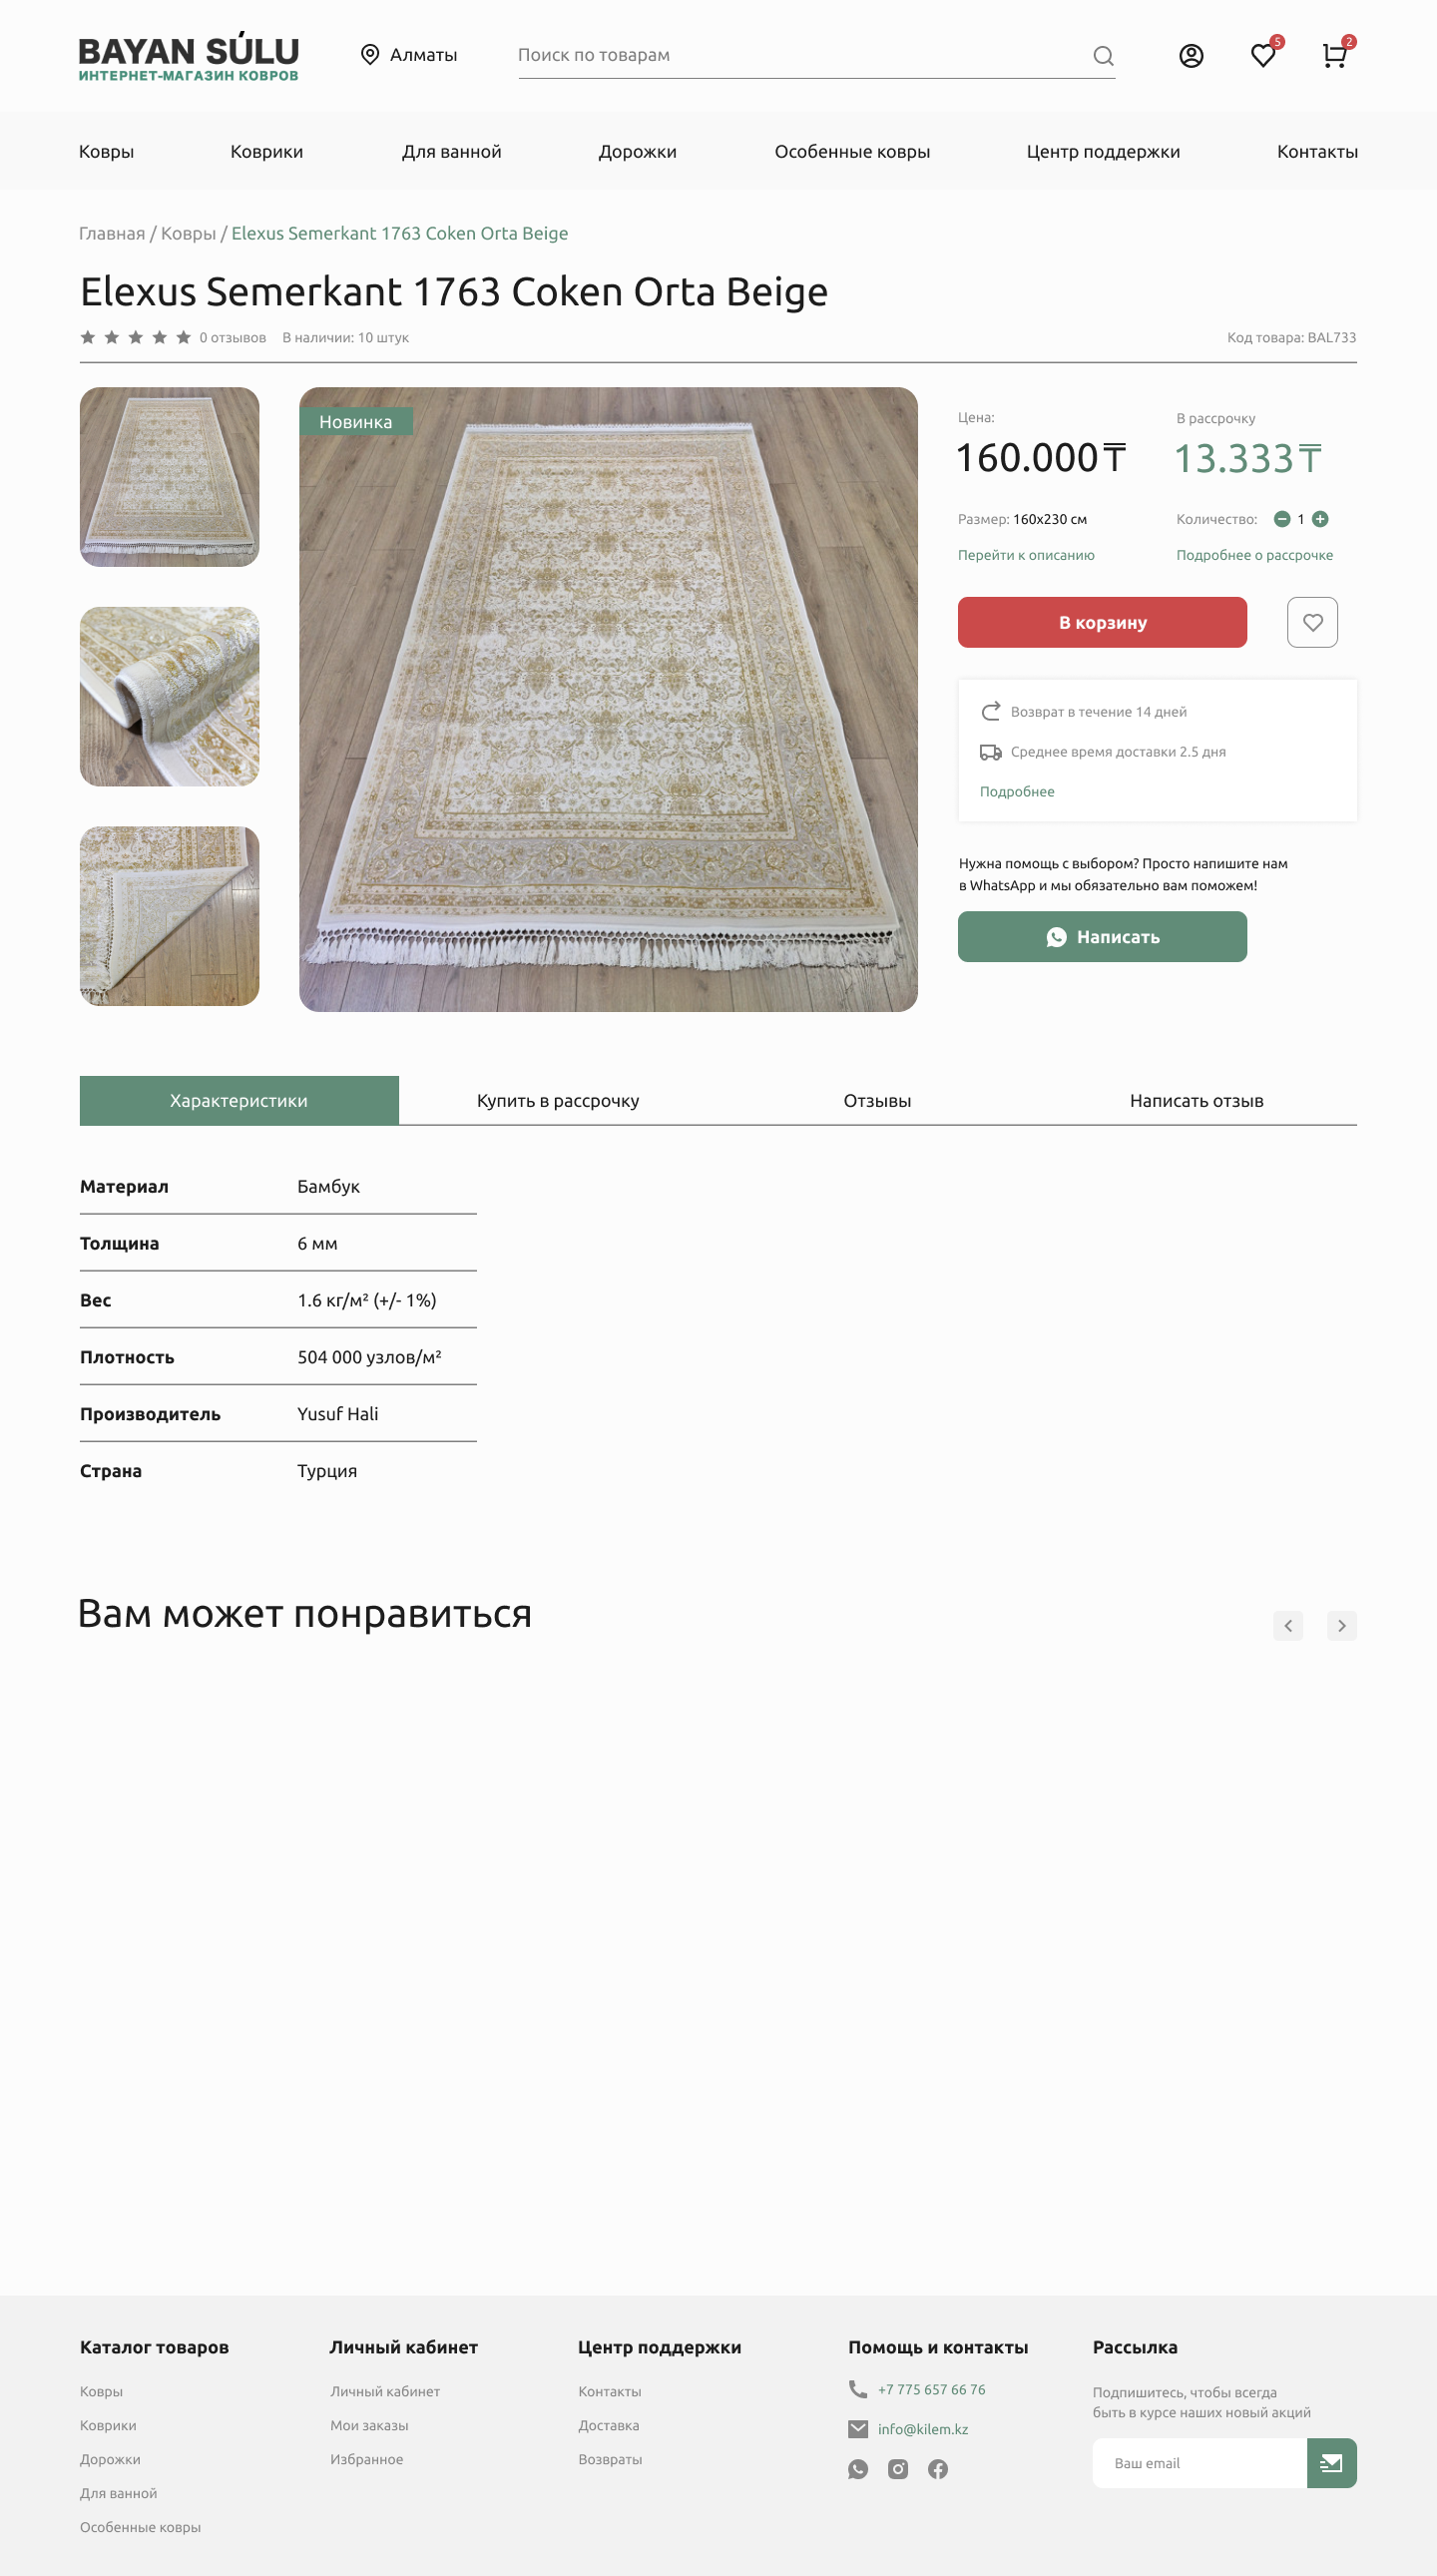 BAYAN SÚLU
ИНТЕРНЕТ-МАГАЗИН КОВРОВ
Алматы
Поиск по товарам
5
2
Ковры
Коврики
Для ванной
Дорожки
Особенные ковры
Центр поддержки
Контакты
Главная / Ковры / Elexus Semerkant 1763 Coken Orta Beige
Elexus Semerkant 1763 Coken Orta Beige
0 отзывов
В наличии: 10 штук
Код товара: BAL733
Новинка
Цена:
160.000₸
В рассрочку
13.333₸
Размер: 160x230 см
Количество: 1
Перейти к описанию
Подробнее о рассрочке
В корзину
Возврат в течение 14 дней
Среднее время доставки 2.5 дня
Подробнее
Нужна помощь с выбором? Просто напишите нам
в WhatsApp и мы обязательно вам поможем!
Написать
Характеристики
Купить в рассрочку
Отзывы
Написать отзыв
Материал Бамбук
Толщина 6 мм
Вес 1.6 кг/м² (+/- 1%)
Плотность 504 000 узлов/м²
Производитель Yusuf Hali
Страна Турция
Вам может понравиться
Каталог товаров
Ковры
Коврики
Дорожки
Для ванной
Особенные ковры
Личный кабинет
Личный кабинет
Мои заказы
Избранное
Центр поддержки
Контакты
Доставка
Возвраты
Помощь и контакты
+7 775 657 66 76
info@kilem.kz
Рассылка
Подпишитесь, чтобы всегда
быть в курсе наших новый акций
Ваш email